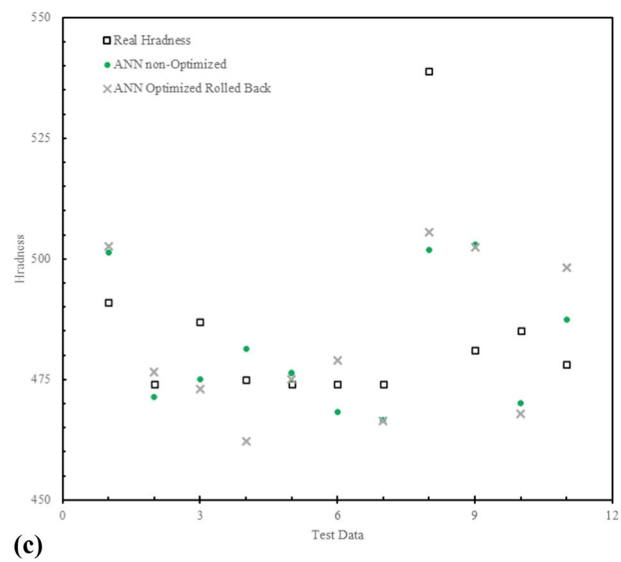 550
Real Hradness
ANN non-Optimized
ANN Optimized Rolled Back
525
500
Hradness
475
450
0 3 6 9 12
Test Data
(c)